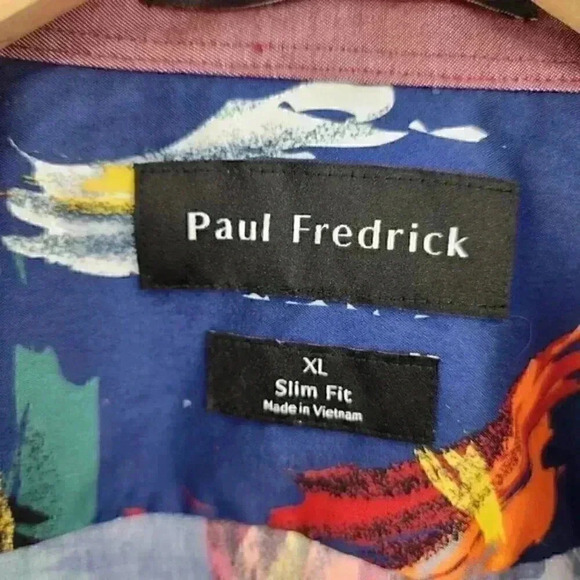 Paul Fredrick
XL
Slim Fit
Made in Vietnam